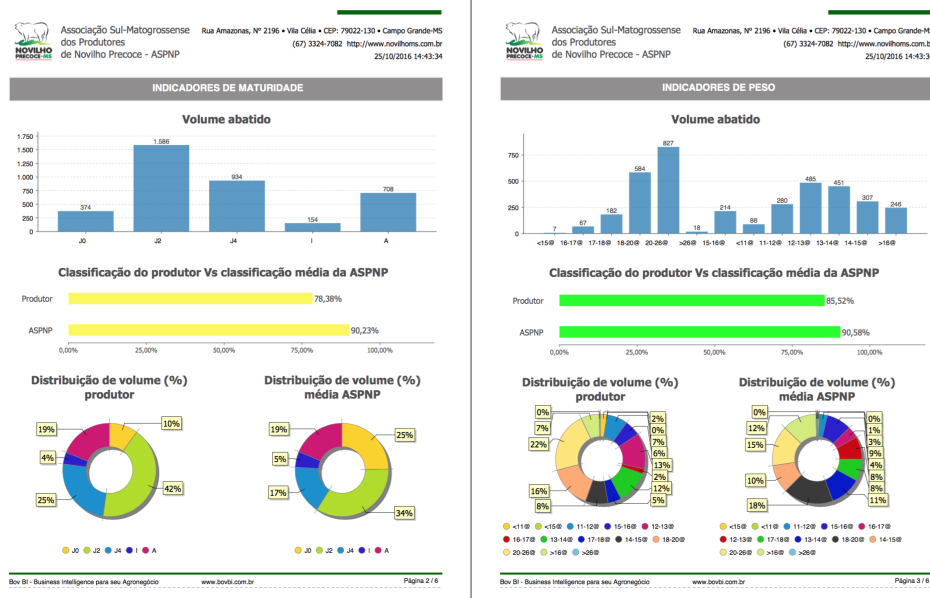 NOVILHO
PRECOCE-MS
Associação Sul-Matogrossense
dos Produtores
de Novilho Precoce - ASPNP
Rua Amazonas, Nº 2196 • Vila Célia • CEP: 79022-130 • Campo Grande-MS
(67) 3324-7082 http://www.novilhoms.com.br
25/10/2016 14:43:34
INDICADORES DE MATURIDADE
Volume abatido
1.750
1.500
1.250
1.000
750
500
250
0
374
1.586
934
154
708
J0 J2 J4 I A
Classificação do produtor Vs classificação média da ASPNP
Produtor 78,38%
ASPNP 90,23%
0,00% 25,00% 50,00% 75,00% 100,00%
Distribuição de volume (%)
produtor
10%
42%
25%
4%
19%
J0 J2 J4 I A
Distribuição de volume (%)
média ASPNP
25%
34%
17%
5%
19%
J0 J2 J4 I A
Bov BI - Business Intelligence para seu Agronegócio www.bovbi.com.br Página 2 / 6
NOVILHO
PRECOCE-MS
Associação Sul-Matogrossense
dos Produtores
de Novilho Precoce - ASPNP
Rua Amazonas, Nº 2196 • Vila Célia • CEP: 79022-130 • Campo Grande-MS
(67) 3324-7082 http://www.novilhoms.com.b
25/10/2016 14:43:3
INDICADORES DE PESO
Volume abatido
750
500
250
0
7
67
182
584
827
18
214
88
280
485
451
307
246
<15@ 16-17@ 17-18@ 18-20@ 20-26@ >26@ 15-16@ <11@ 11-12@ 12-13@ 13-14@ 14-15@ >16@
Classificação do produtor Vs classificação média da ASPNP
Produtor 85,52%
ASPNP 90,58%
0,00% 25,00% 50,00% 75,00% 100,00%
Distribuição de volume (%)
produtor
0%
7%
22%
16%
8%
2%
0%
7%
6%
13%
2%
12%
5%
<11@ <15@ 11-12@ 15-16@ 12-13@
16-17@ 13-14@ 17-18@ 14-15@ 18-20@
20-26@ >16@ >26@
Distribuição de volume (%)
média ASPNP
0%
12%
15%
10%
18%
0%
1%
3%
9%
4%
8%
8%
11%
<15@ <11@ 11-12@ 15-16@ 16-17@
12-13@ 17-18@ 13-14@ 18-20@ 14-15@
20-26@ >16@ >26@
Bov BI - Business Intelligence para seu Agronegócio www.bovbi.com.br Página 3 / 6